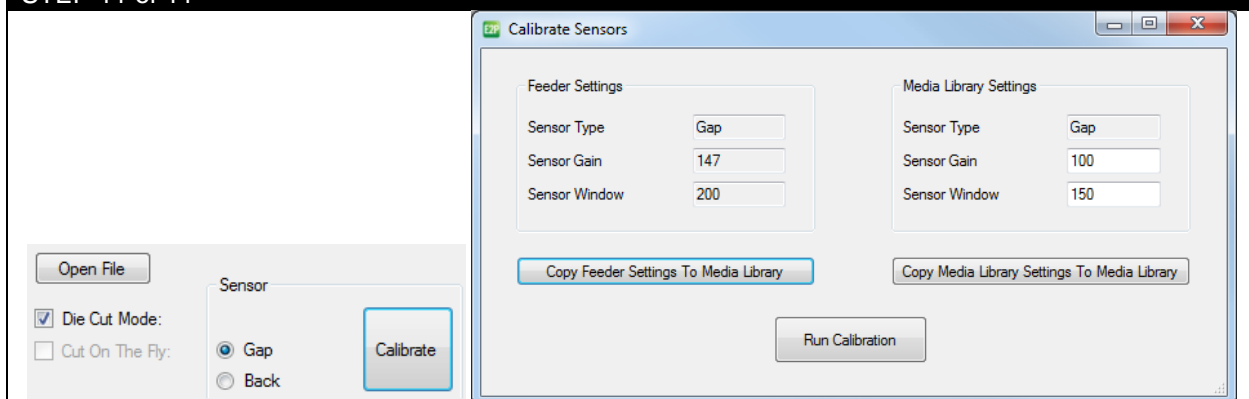 Calibrate Sensors
Feeder Settings
Sensor Type Gap
Sensor Gain 147
Sensor Window 200
Copy Feeder Settings To Media Library
Media Library Settings
Sensor Type Gap
Sensor Gain 100
Sensor Window 150
Copy Media Library Settings To Media Library
Run Calibration
Open File
Die Cut Mode:
Cut On The Fly:
Sensor
Gap
Back
Calibrate